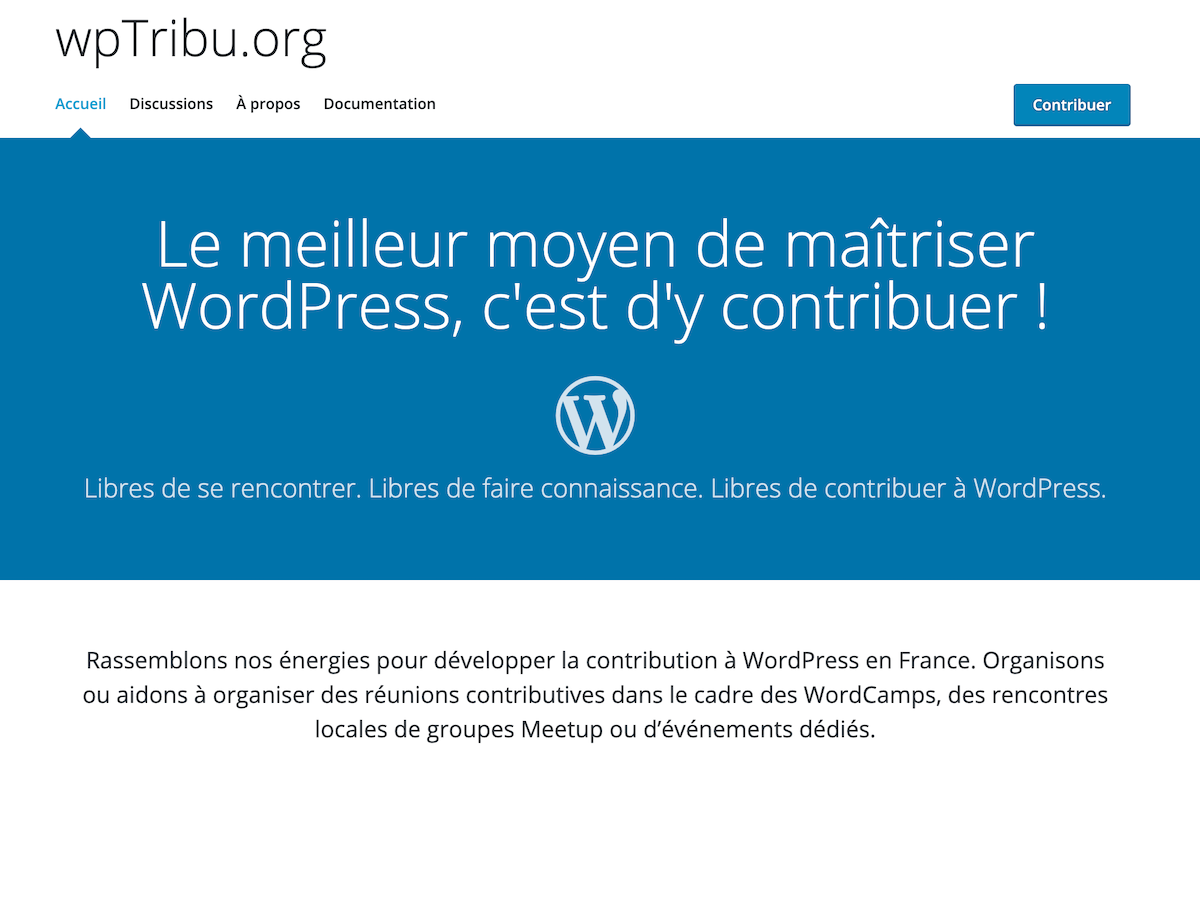 wpTribu.org
Accueil Discussions À propos Documentation
Contribuer
Le meilleur moyen de maîtriser
WordPress, c'est d'y contribuer !
Libres de se rencontrer. Libres de faire connaissance. Libres de contribuer à WordPress.
Rassemblons nos énergies pour développer la contribution à WordPress en France. Organisons
ou aidons à organiser des réunions contributives dans le cadre des WordCamps, des rencontres
locales de groupes Meetup ou d’événements dédiés.